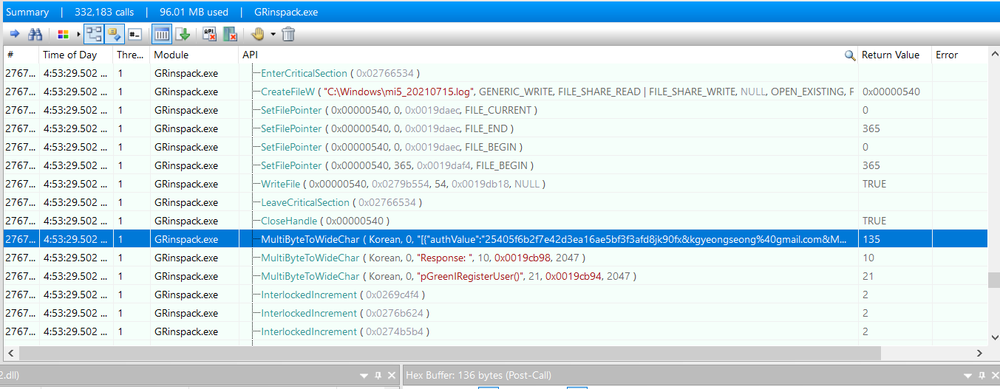 Summary | 332,183 calls | 96.01 MB used | GRinspack.exe
# Time of Day Thre... Module API Return Value Error
2767... 4:53:29.502 ... 1 GRinspack.exe EnterCriticalSection ( 0x02766534 )
2767... 4:53:29.502 ... 1 GRinspack.exe CreateFileW ( "C:\Windows\mi5_20210715.log", GENERIC_WRITE, FILE_SHARE_READ | FILE_SHARE_WRITE, NULL, OPEN_EXISTING, F 0x00000540
2767... 4:53:29.502 ... 1 GRinspack.exe SetFilePointer ( 0x00000540, 0, 0x0019daec, FILE_CURRENT ) 0
2767... 4:53:29.502 ... 1 GRinspack.exe SetFilePointer ( 0x00000540, 0, 0x0019daec, FILE_END ) 365
2767... 4:53:29.502 ... 1 GRinspack.exe SetFilePointer ( 0x00000540, 0, 0x0019daec, FILE_BEGIN ) 0
2767... 4:53:29.502 ... 1 GRinspack.exe SetFilePointer ( 0x00000540, 365, 0x0019daf4, FILE_BEGIN ) 365
2767... 4:53:29.502 ... 1 GRinspack.exe WriteFile ( 0x00000540, 0x0279b554, 54, 0x0019db18, NULL ) TRUE
2767... 4:53:29.502 ... 1 GRinspack.exe LeaveCriticalSection ( 0x02766534 )
2767... 4:53:29.502 ... 1 GRinspack.exe CloseHandle ( 0x00000540 ) TRUE
2767... 4:53:29.502 ... 1 GRinspack.exe MultiByteToWideChar ( Korean, 0, "[{"authValue":"25405f6b2f7e42d3ea16ae5bf3f3afd8jk90fx&kgyeongseong%40gmail.com&M... 135
2767... 4:53:29.502 ... 1 GRinspack.exe MultiByteToWideChar ( Korean, 0, "Response: ", 10, 0x0019cb98, 2047 ) 10
2767... 4:53:29.502 ... 1 GRinspack.exe MultiByteToWideChar ( Korean, 0, "pGreenIRegisterUser()", 21, 0x0019cb94, 2047 ) 21
2767... 4:53:29.502 ... 1 GRinspack.exe InterlockedIncrement ( 0x0269c4f4 ) 2
2767... 4:53:29.502 ... 1 GRinspack.exe InterlockedIncrement ( 0x0276b624 ) 2
2767... 4:53:29.502 ... 1 GRinspack.exe InterlockedIncrement ( 0x0274b5b4 ) 2
2.dll) Hex Buffer: 136 bytes (Post-Call)